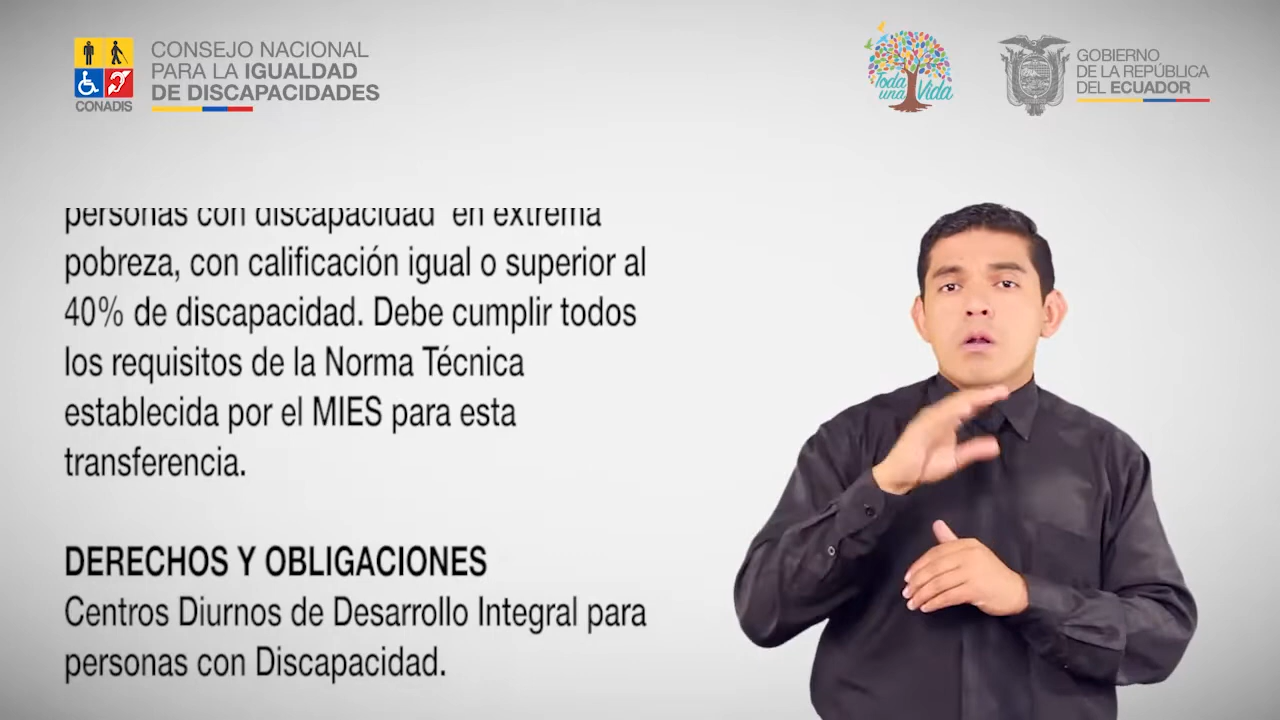 CONADIS
CONSEJO NACIONAL
PARA LA IGUALDAD
DE DISCAPACIDADES
Toda
una Vida
GOBIERNO
DE LA REPÚBLICA
DEL ECUADOR
personas con discapacidad en extrema
pobreza, con calificación igual o superior al
40% de discapacidad. Debe cumplir todos
los requisitos de la Norma Técnica
establecida por el MIES para esta
transferencia.
DERECHOS Y OBLIGACIONES
Centros Diurnos de Desarrollo Integral para
personas con Discapacidad.